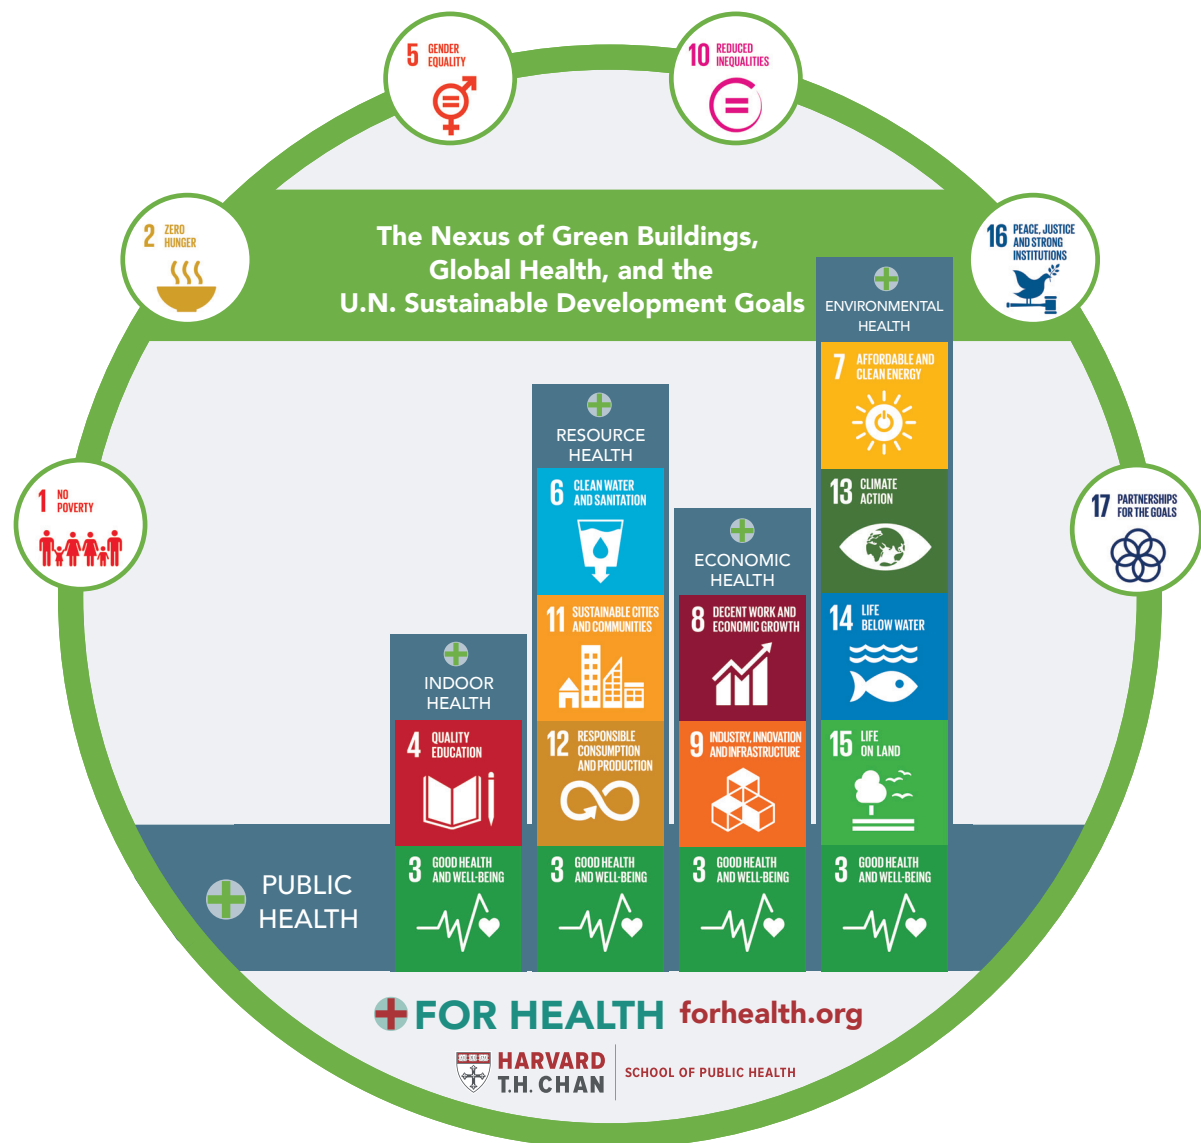 5 GENDER
EQUALITY
10 REDUCED
INEQUALITIES
2 ZERO
HUNGER
16 PEACE, JUSTICE
AND STRONG
INSTITUTIONS
1 NO
POVERTY
17 PARTNERSHIPS
FOR THE GOALS
The Nexus of Green Buildings,
Global Health, and the
U.N. Sustainable Development Goals
INDOOR
HEALTH
4 QUALITY
EDUCATION
3 GOOD HEALTH
AND WELL-BEING
RESOURCE
HEALTH
6 CLEAN WATER
AND SANITATION
11 SUSTAINABLE CITIES
AND COMMUNITIES
12 RESPONSIBLE
CONSUMPTION
AND PRODUCTION
3 GOOD HEALTH
AND WELL-BEING
ECONOMIC
HEALTH
8 DECENT WORK AND
ECONOMIC GROWTH
9 INDUSTRY, INNOVATION
AND INFRASTRUCTURE
3 GOOD HEALTH
AND WELL-BEING
ENVIRONMENTAL
HEALTH
7 AFFORDABLE AND
CLEAN ENERGY
13 CLIMATE
ACTION
14 LIFE
BELOW WATER
15 LIFE
ON LAND
3 GOOD HEALTH
AND WELL-BEING
PUBLIC
HEALTH
FOR HEALTH forhealth.org
HARVARD
T.H. CHAN
SCHOOL OF PUBLIC HEALTH